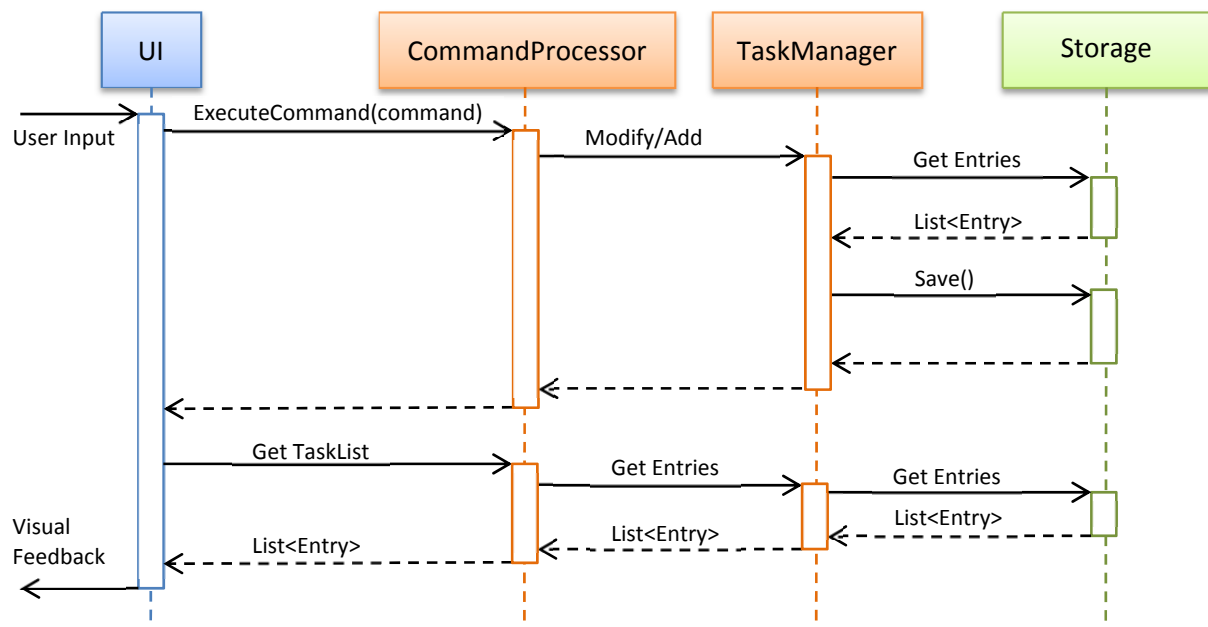 UI
CommandProcessor
TaskManager
Storage
ExecuteCommand(command)
User Input
Modify/Add
Get Entries
List<Entry>
Save()
Get TaskList
Get Entries
Get Entries
List<Entry>
List<Entry>
List<Entry>
Visual
Feedback